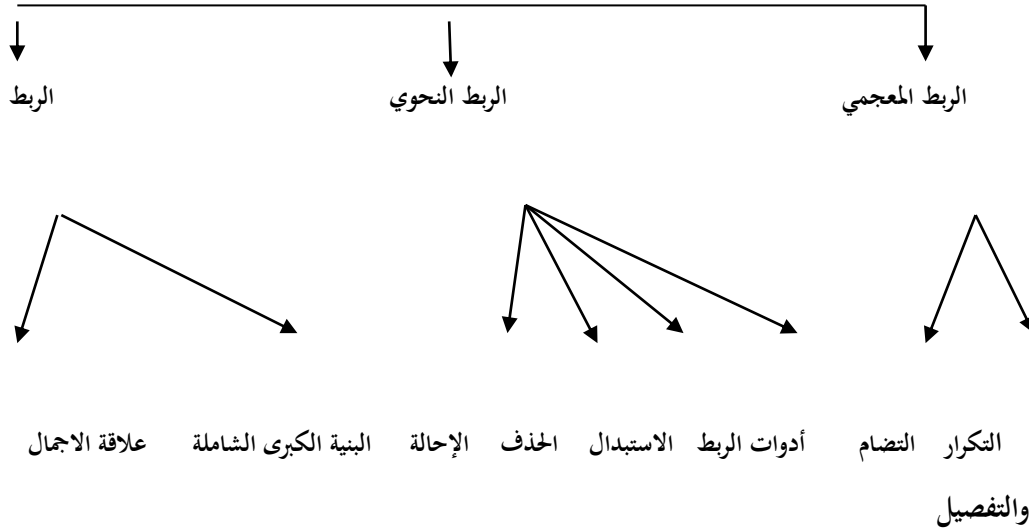 الربط المعجمي الربط النحوي الربط
التكرار التضام أدوات الربط الاستبدال الحذف الإحالة البنية الكبرى الشاملة علاقة الاجمال
والتفصيل